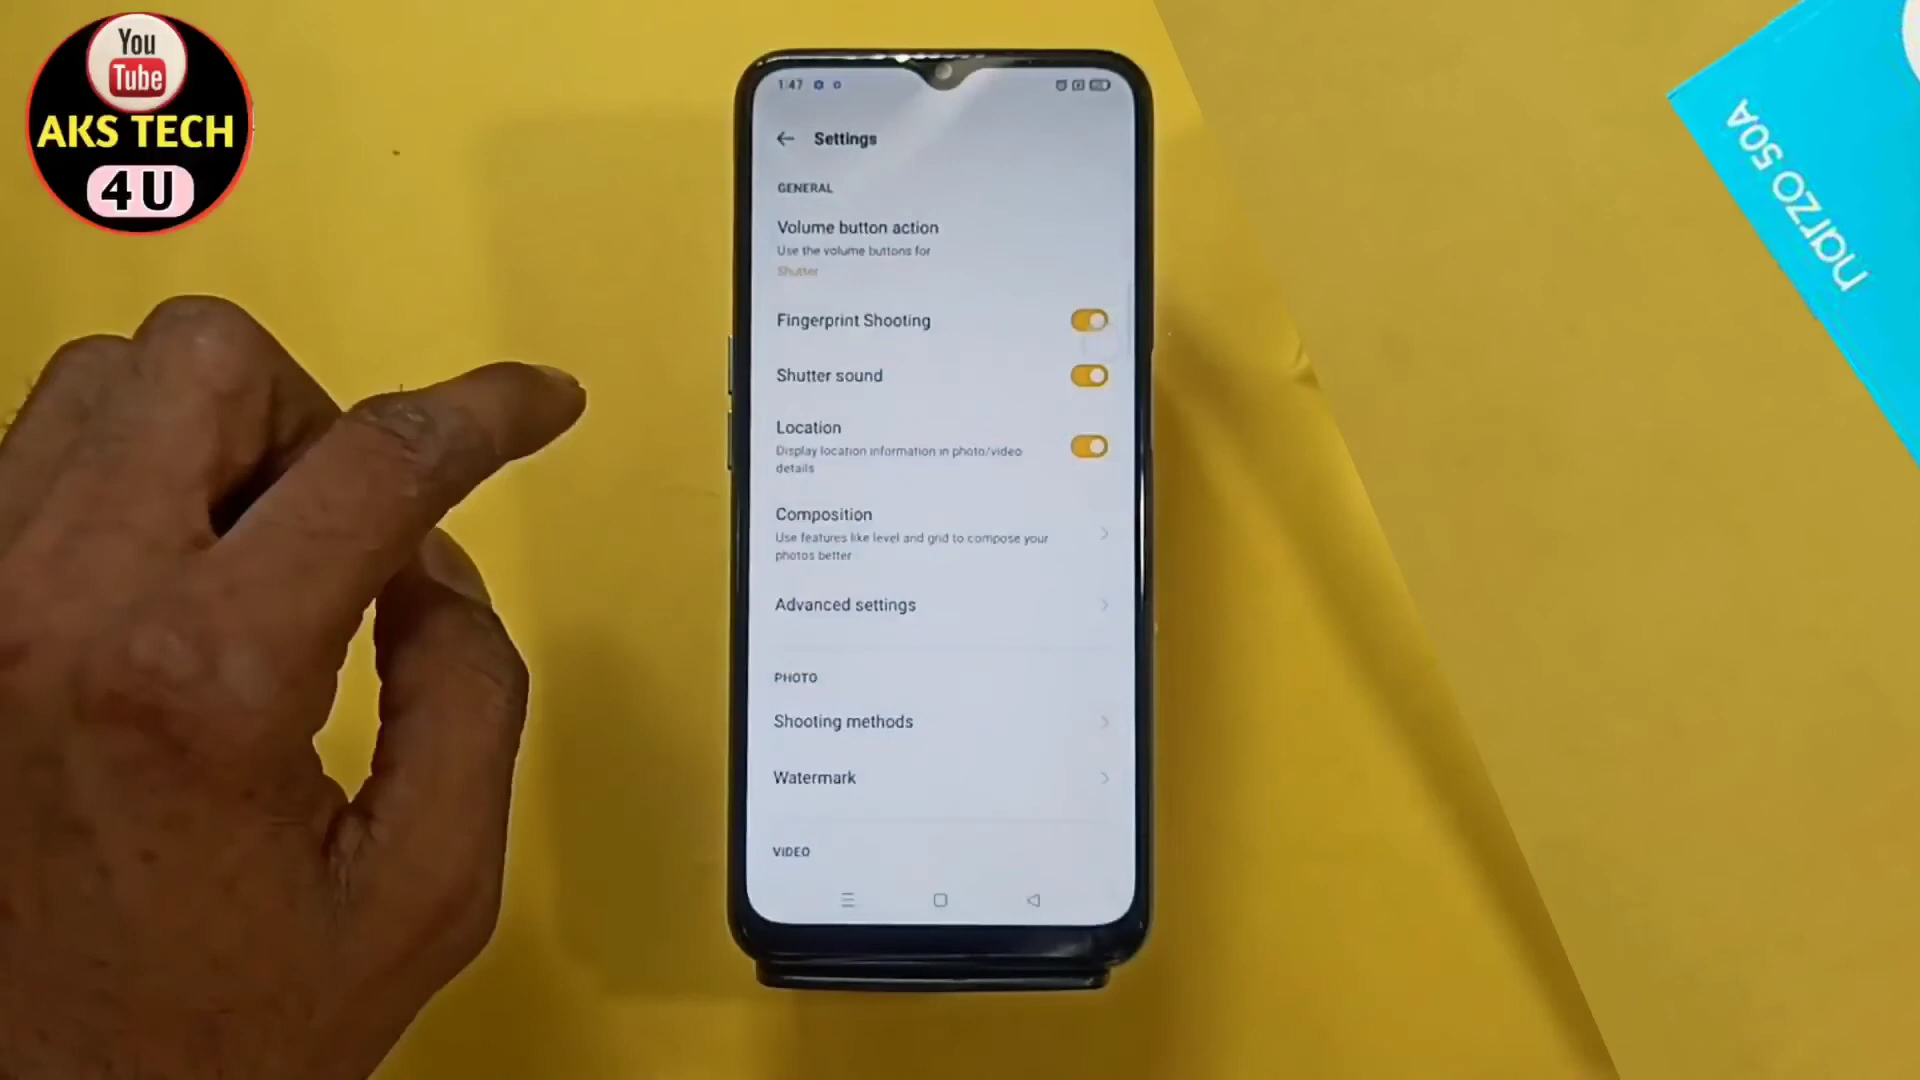 You
Tube
AKS TECH
4U
1:47
Settings
GENERAL
Volume button action
Use the volume buttons for
Shutter
Fingerprint Shooting
Shutter sound
Location
Display location information in photo/video
details
Composition
Use features like level and grid to compose your
photos better
Advanced settings
PHOTO
Shooting methods
Watermark
VIDEO
narzo 50A